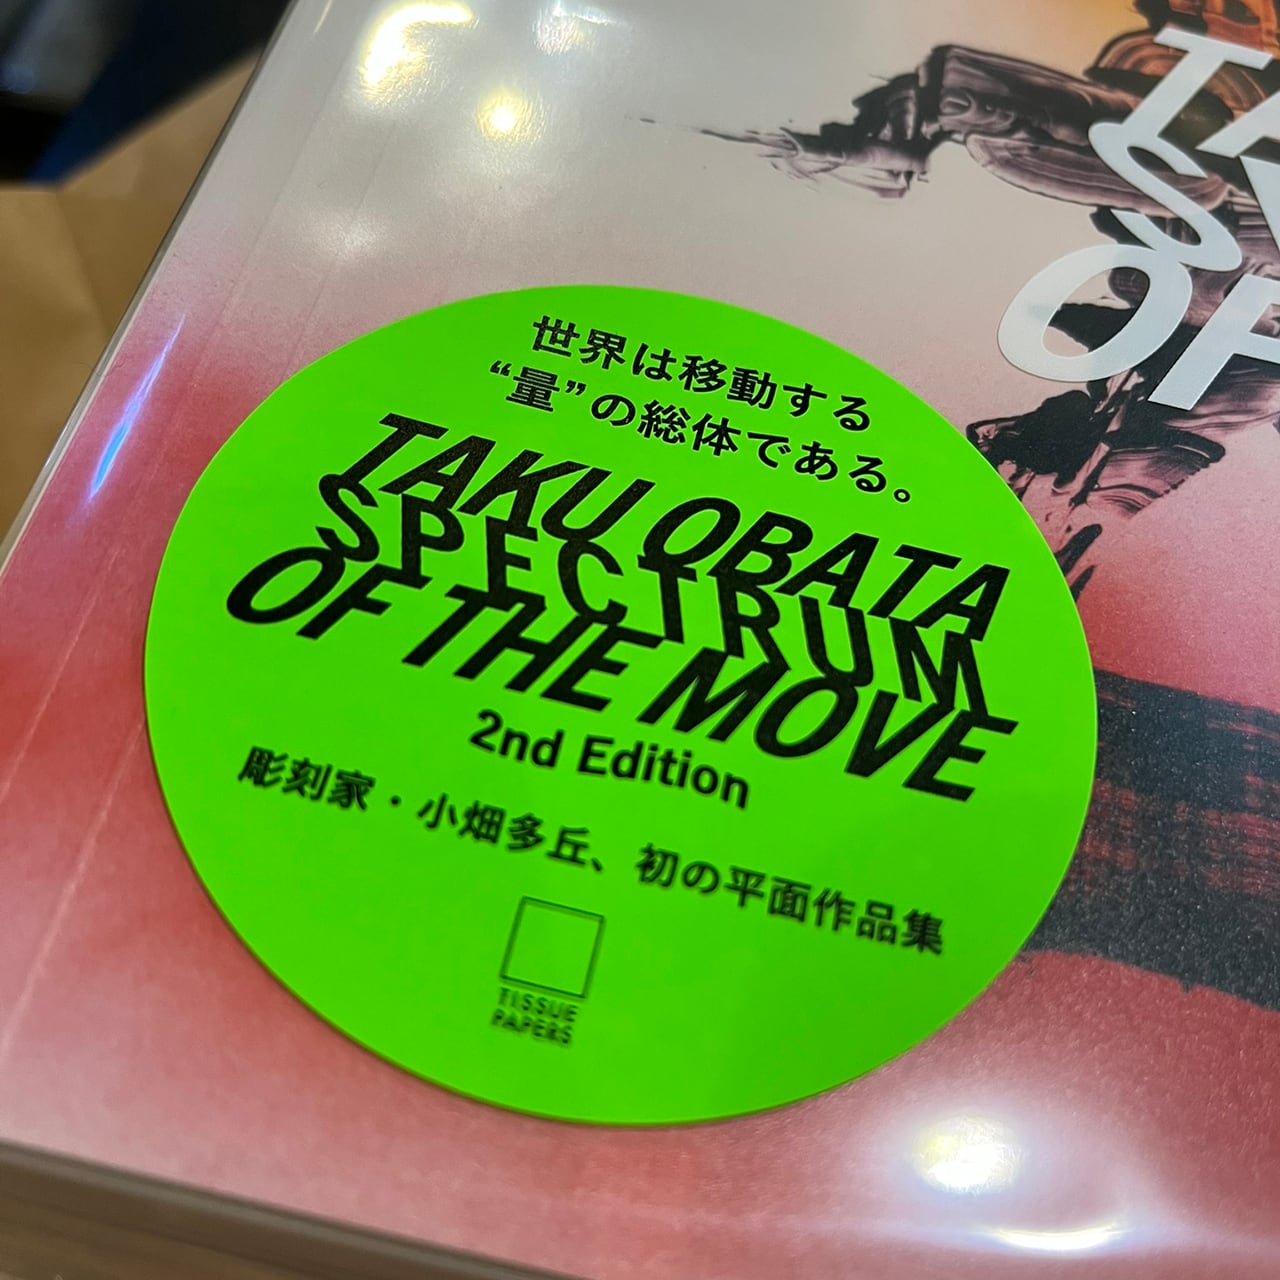 世界は移動する
“量”の総体である。
TAKU OBATA
SPECTRUM
OF THE MOVE
2nd Edition
彫刻家・小畑多丘、初の平面作品集
TISSUE
PAPERS
TA
S
OF